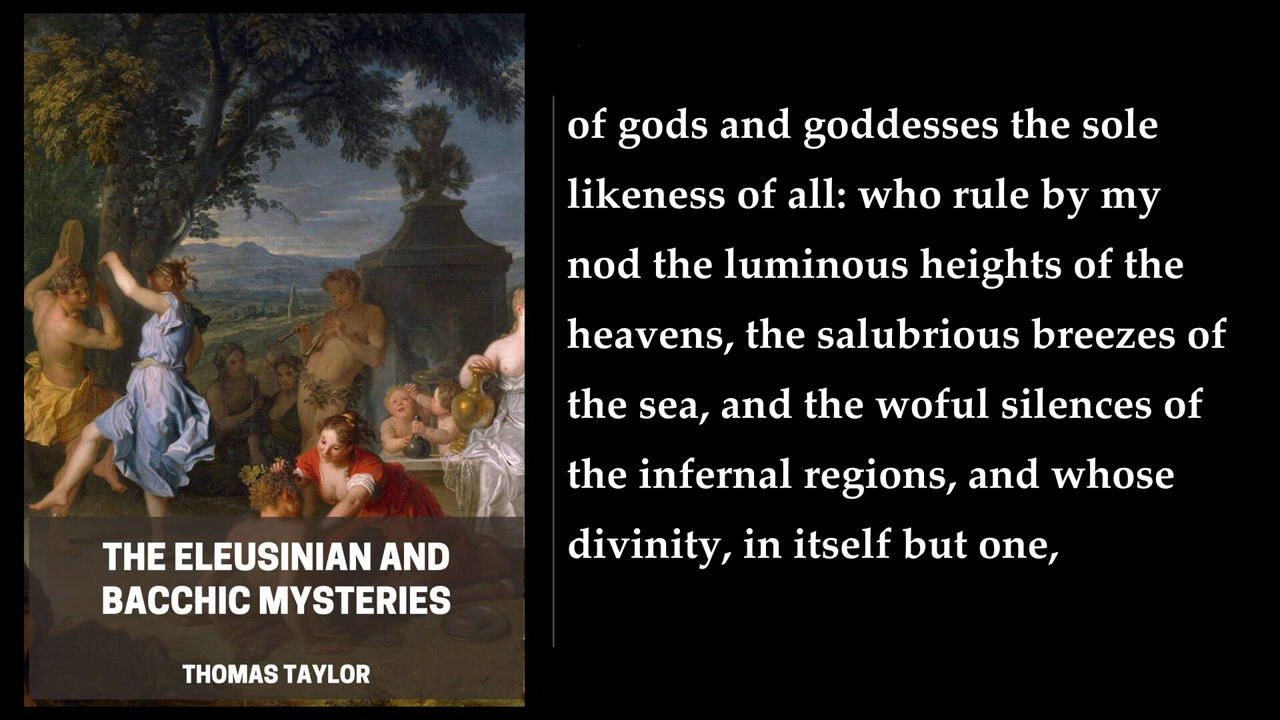 THE ELEUSINIAN AND
BACCHIC MYSTERIES
THOMAS TAYLOR
of gods and goddesses the sole
likeness of all: who rule by my
nod the luminous heights of the
heavens, the salubrious breezes of
the sea, and the woful silences of
the infernal regions, and whose
divinity, in itself but one,